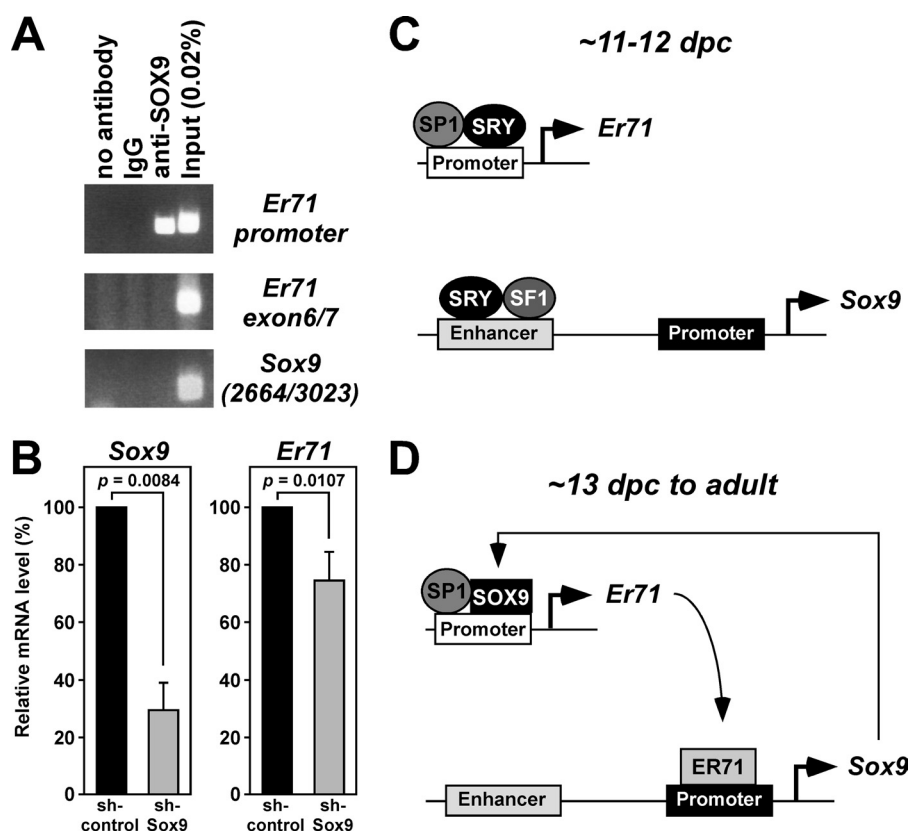 A
no antibody
IgG
anti-SOX9
Input (0.02%)
Er71
promoter
Er71
exon6/7
Sox9
(2664/3023)
B
Sox9
p = 0.0084
Relative mRNA level (%)
100
80
60
40
20
0
sh-
control
sh-
Sox9
Er71
p = 0.0107
100
80
60
40
20
0
sh-
control
sh-
Sox9
C
~11-12 dpc
SP1
SRY
Promoter
Er71
SRY
SF1
Enhancer
Promoter
Sox9
D
~13 dpc to adult
SP1
SOX9
Promoter
Er71
ER71
Enhancer
Promoter
Sox9